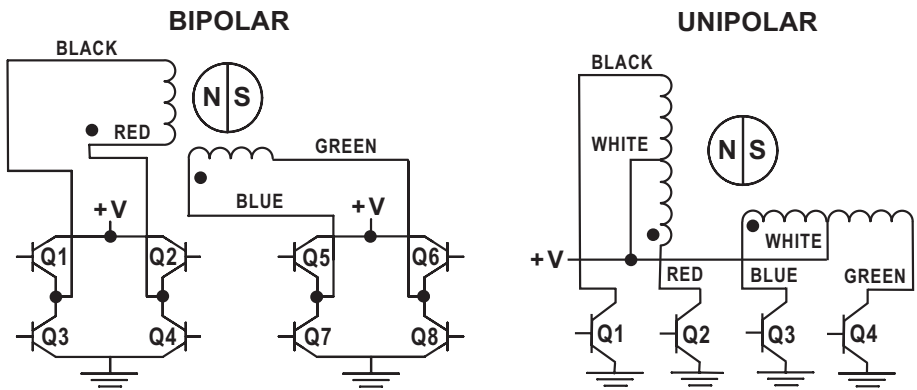 BIPOLAR
BLACK
N S
RED
GREEN
BLUE
+V
+V
Q1
Q2
Q5
Q6
Q3
Q4
Q7
Q8
UNIPOLAR
BLACK
WHITE
N S
WHITE
+V
RED
BLUE
GREEN
Q1
Q2
Q3
Q4